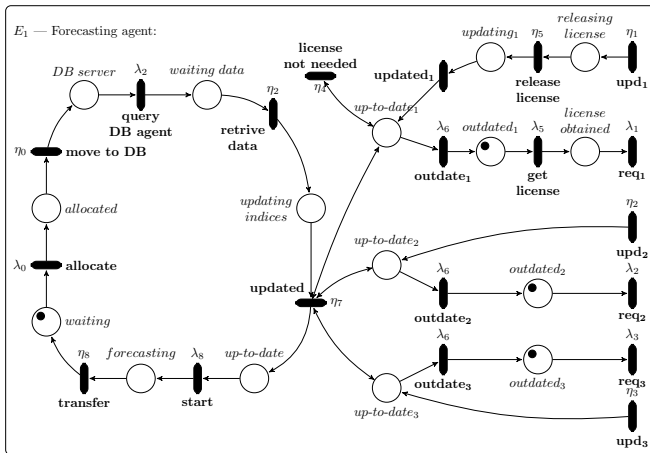 E₁ — Forecasting agent:
DB server
λ₂
waiting data
query
DB agent
η₂
retrive
data
η₀
move to DB
allocated
λ₀
allocate
waiting
η₈
transfer
forecasting
λ₈
start
up-to-date
updating
indices
updated
η₇
license
not needed
η₄
updated₁
updating₁
η₅
release
license
releasing
license
η₁
upd₁
up-to-date₁
λ₆
outdate₁
outdated₁
λ₅
get
license
license
obtained
λ₁
req₁
η₂
upd₂
up-to-date₂
λ₆
outdate₂
outdated₂
λ₂
req₂
λ₆
outdate₃
outdated₃
λ₃
req₃
up-to-date₃
η₃
upd₃